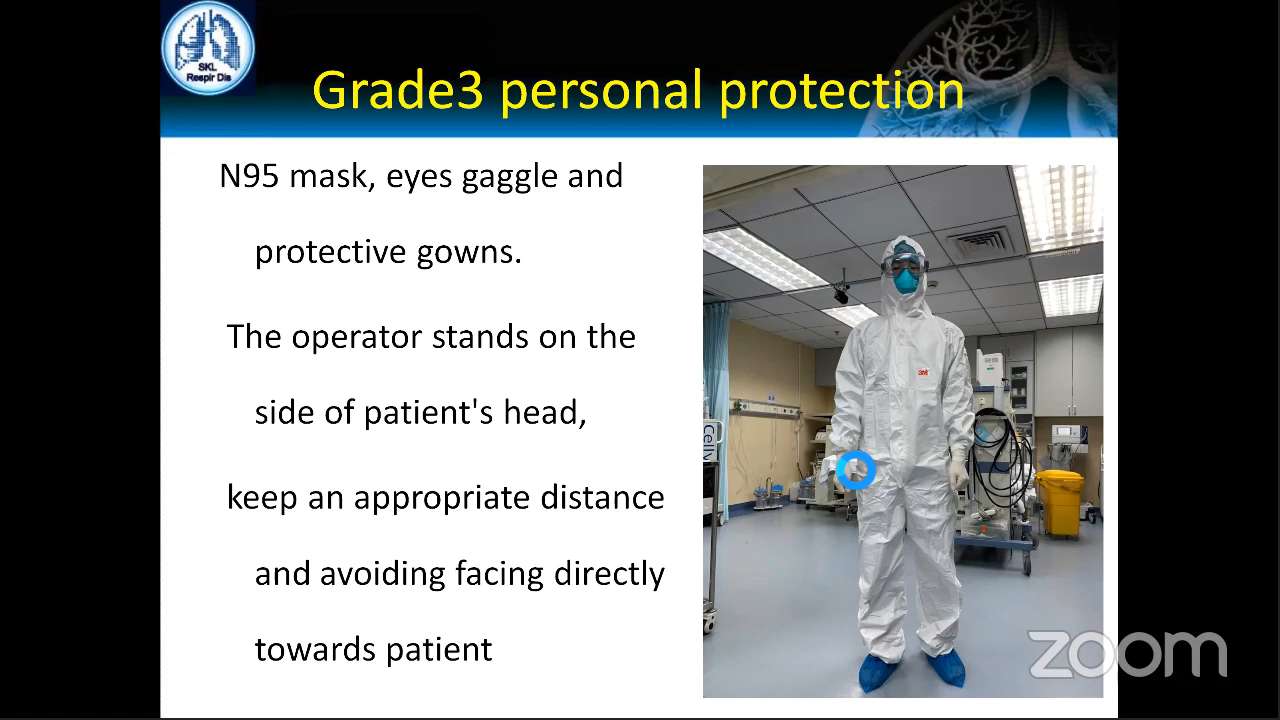 SKL
Respir Dis
Grade3 personal protection
N95 mask, eyes gaggle and
protective gowns.
The operator stands on the
side of patient's head,
keep an appropriate distance
and avoiding facing directly
towards patient
3M
Celly
zoom